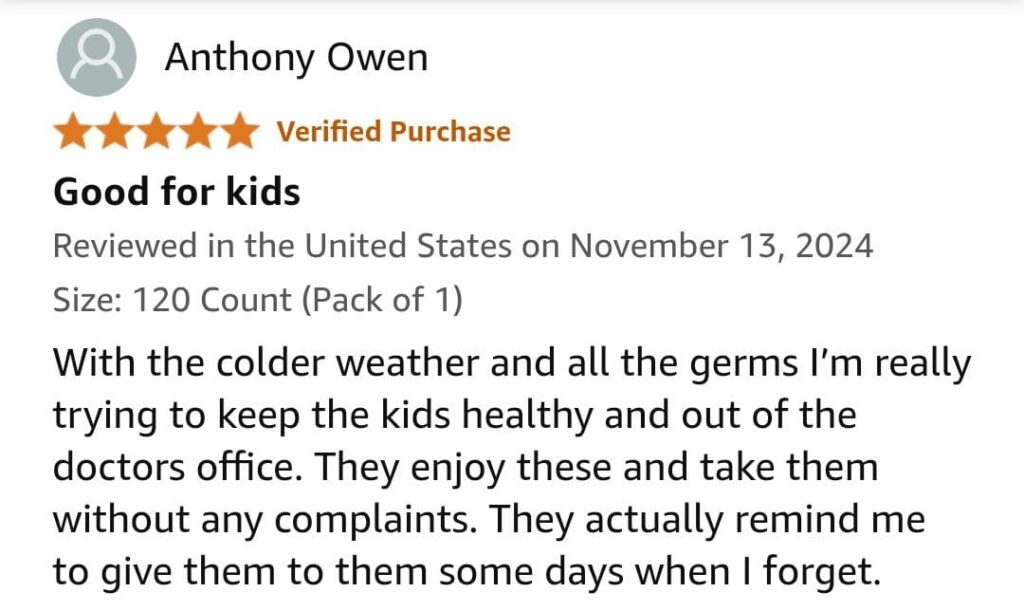 Anthony Owen
Verified Purchase
Good for kids
Reviewed in the United States on November 13, 2024
Size: 120 Count (Pack of 1)
With the colder weather and all the germs I’m really
trying to keep the kids healthy and out of the
doctors office. They enjoy these and take them
without any complaints. They actually remind me
to give them to them some days when I forget.